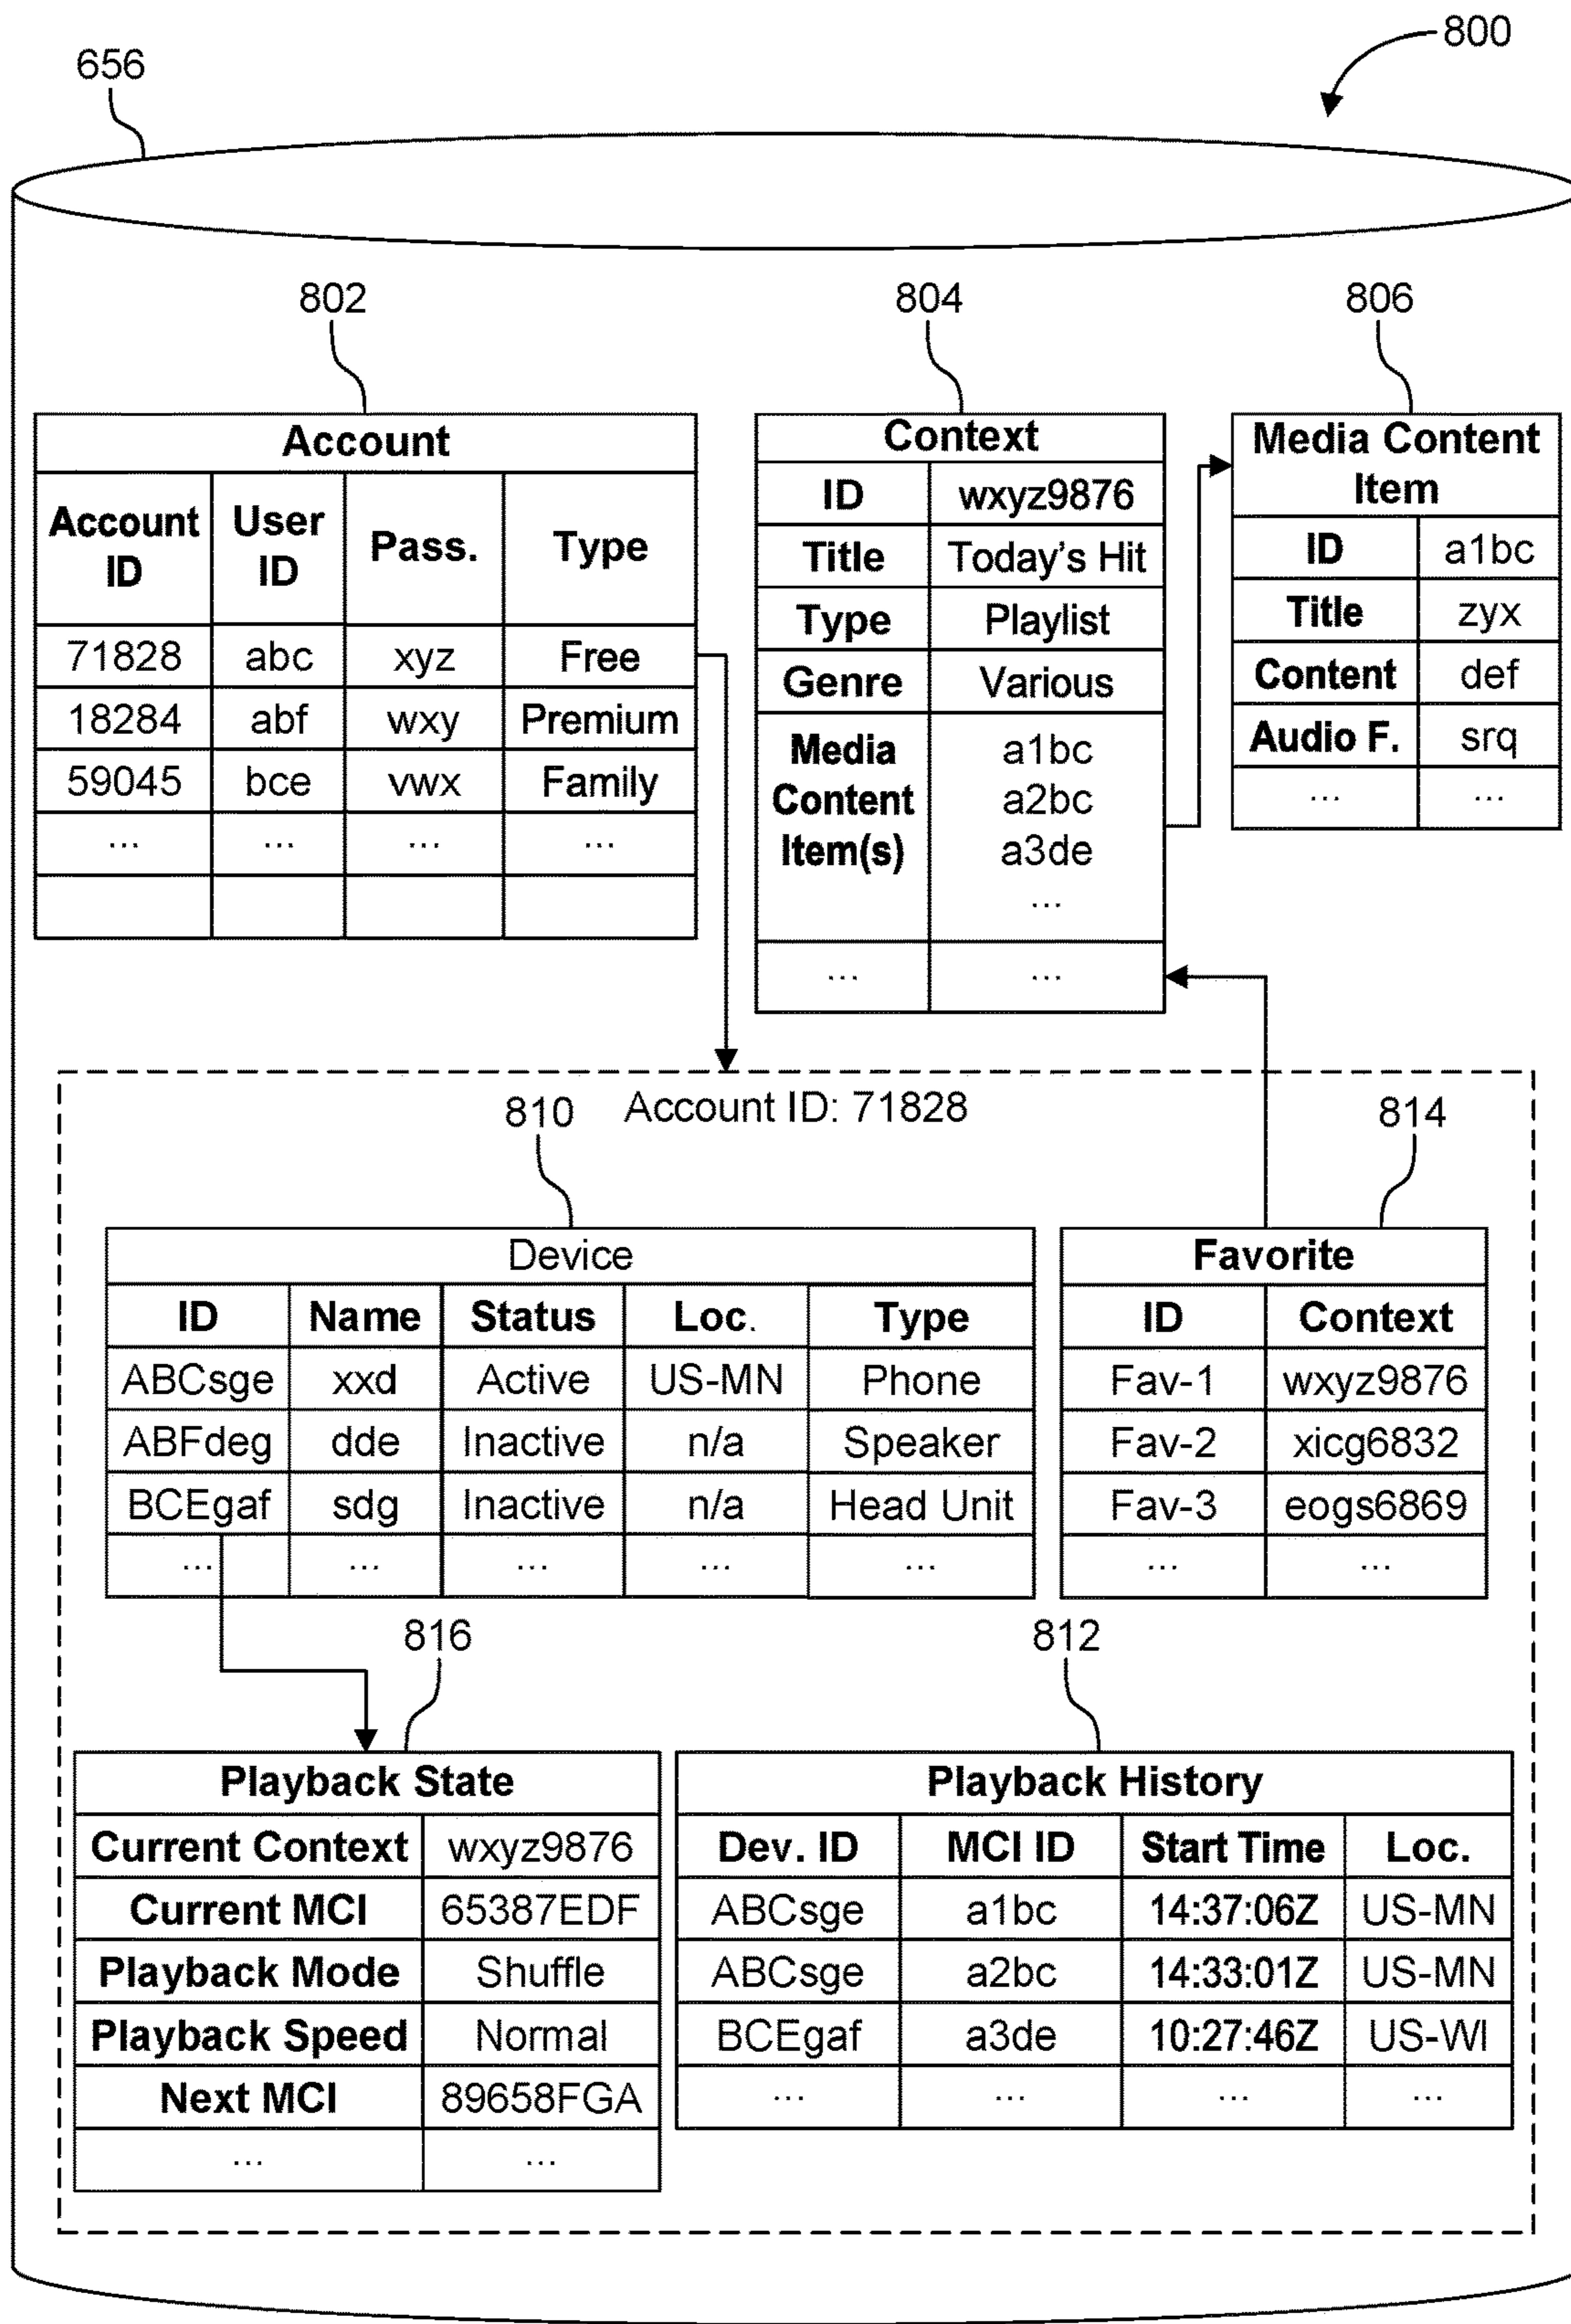 800
656
802
804
806
Account
Account ID User ID Pass. Type
71828 abc xyz Free
18284 abf wxy Premium
59045 bce vwx Family
... ... ... ...
Context
ID wxyz9876
Title Today's Hit
Type Playlist
Genre Various
Media Content Item(s) a1bc a2bc a3de ...
... ...
Media Content Item
ID a1bc
Title zyx
Content def
Audio F. srq
... ...
Account ID: 71828
810
814
Device
ID Name Status Loc. Type
ABCsge xxd Active US-MN Phone
ABFdeg dde Inactive n/a Speaker
BCEgaf sdg Inactive n/a Head Unit
... ... ... ... ...
Favorite
ID Context
Fav-1 wxyz9876
Fav-2 xicg6832
Fav-3 eogs6869
... ...
816
812
Playback State
Current Context wxyz9876
Current MCI 65387EDF
Playback Mode Shuffle
Playback Speed Normal
Next MCI 89658FGA
... ...
Playback History
Dev. ID MCI ID Start Time Loc.
ABCsge a1bc 14:37:06Z US-MN
ABCsge a2bc 14:33:01Z US-MN
BCEgaf a3de 10:27:46Z US-WI
... ... ... ...